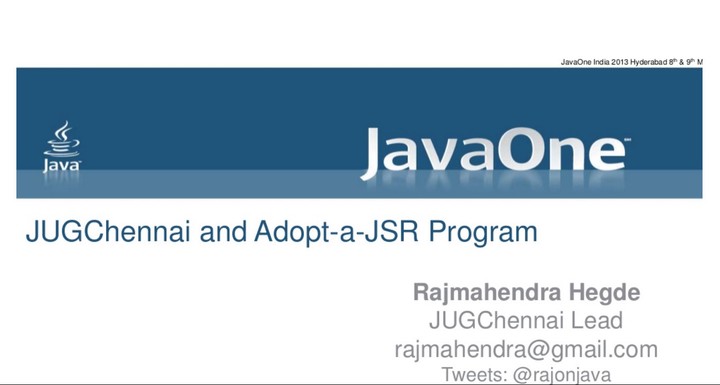 JavaOne India 2013 Hyderabad 8th & 9th M
Java
JavaOne™
JUGChennai and Adopt-a-JSR Program
Rajmahendra Hegde
JUGChennai Lead
rajmahendra@gmail.com
Tweets: @rajonjava